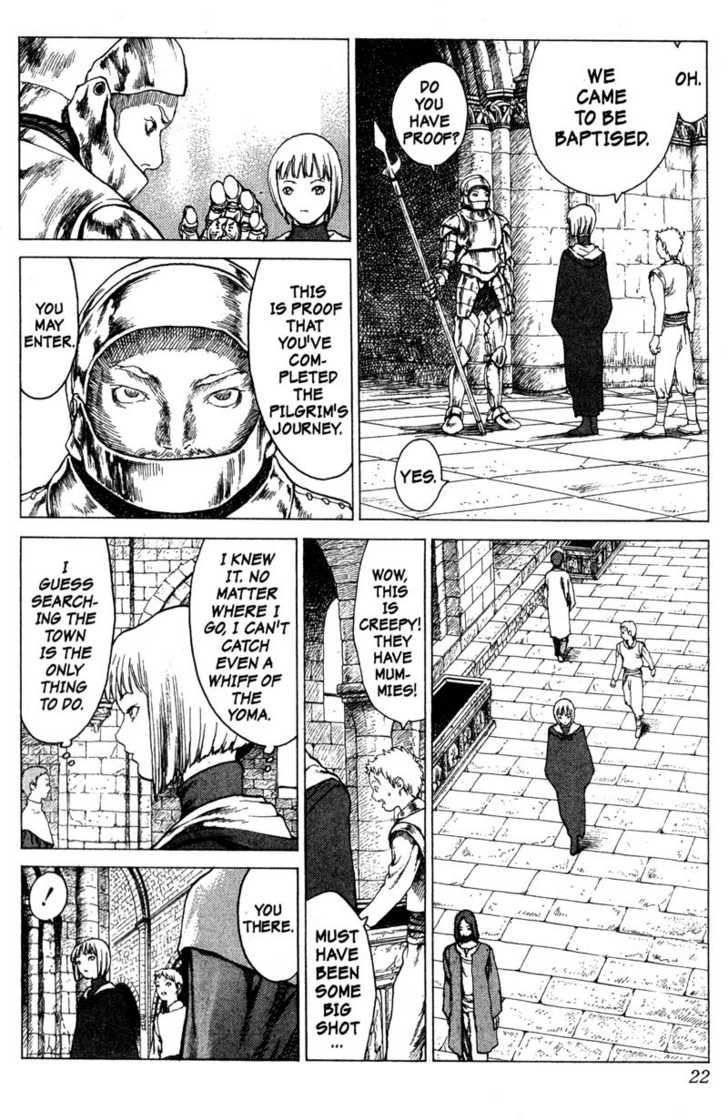 OH.
WE
CAME
TO BE
BAPTISED.
DO
YOU
HAVE
PROOF?
YES.
THIS
IS PROOF
THAT
YOU'VE
COM-
PLETED
THE
PILGRIM'S
JOURNEY.
YOU
MAY
ENTER.
WOW,
THIS
IS
CREEPY!
THEY
HAVE
MUM-
MIES!
MUST
HAVE
BEEN
SOME
BIG
SHOT
...
I KNEW
IT. NO
MATTER
WHERE I
GO, I CAN'T
CATCH
EVEN A
WHIFF OF
THE
YOMA.
I
GUESS
SEARCH-
ING THE
TOWN
IS THE
ONLY
THING
TO DO.
YOU
THERE.
!
22